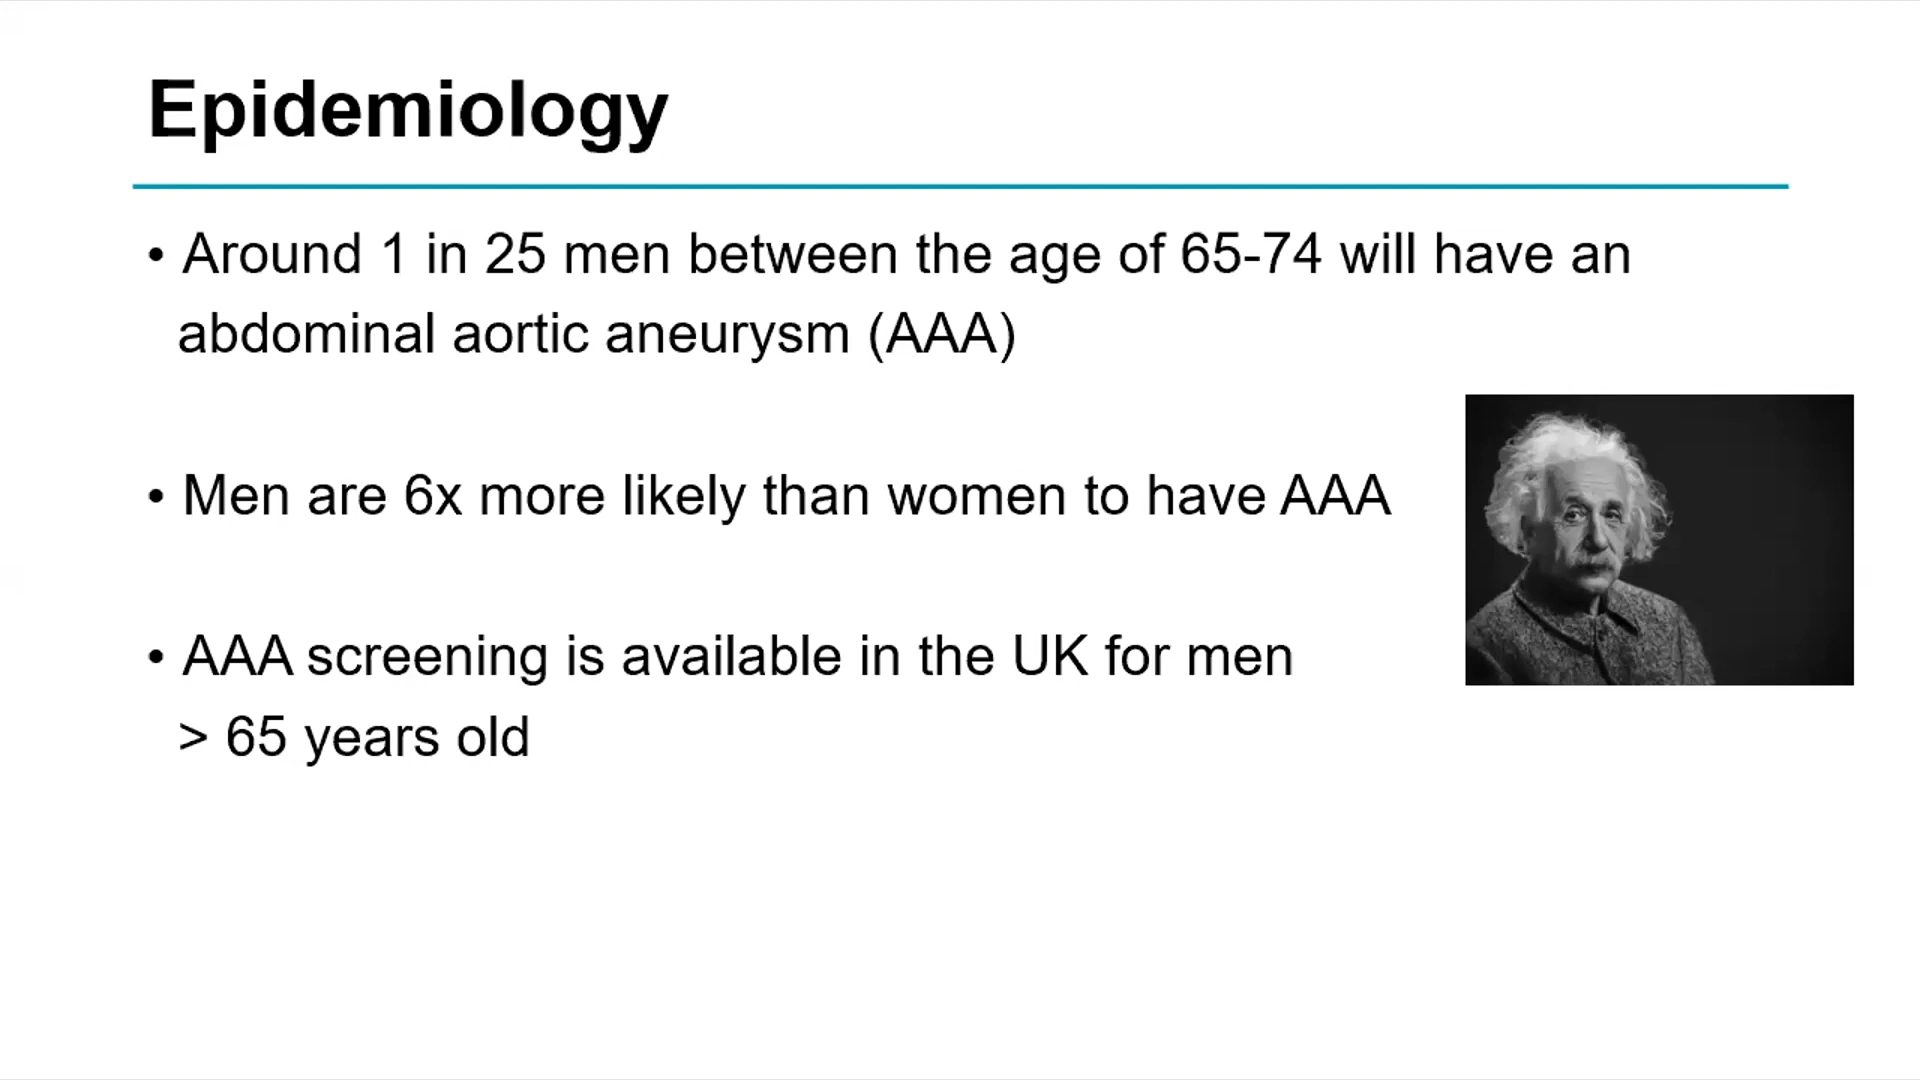 Epidemiology
• Around 1 in 25 men between the age of 65-74 will have an
abdominal aortic aneurysm (AAA)
• Men are 6x more likely than women to have AAA
• AAA screening is available in the UK for men
> 65 years old